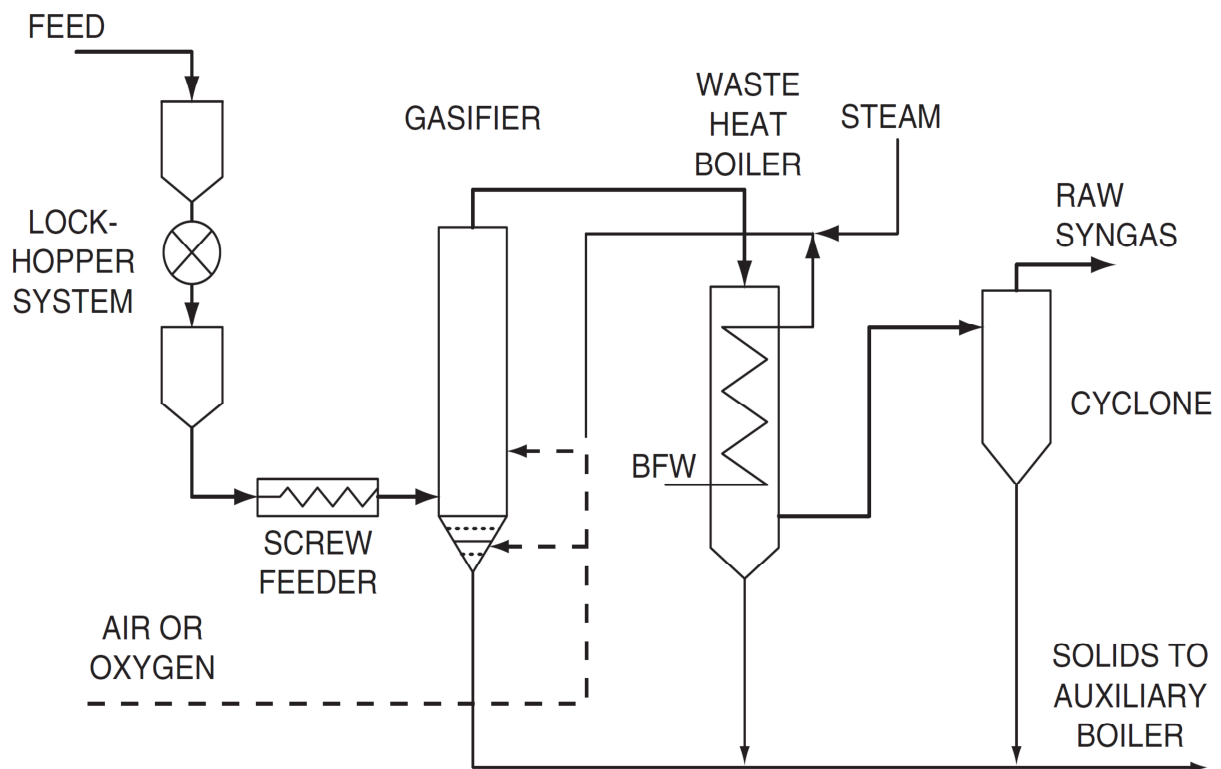 FEED
GASIFIER
WASTE
HEAT
BOILER
STEAM
RAW
SYNGAS
LOCK-
HOPPER
SYSTEM
CYCLONE
BFW
SCREW
FEEDER
AIR OR
OXYGEN
SOLIDS TO
AUXILIARY
BOILER